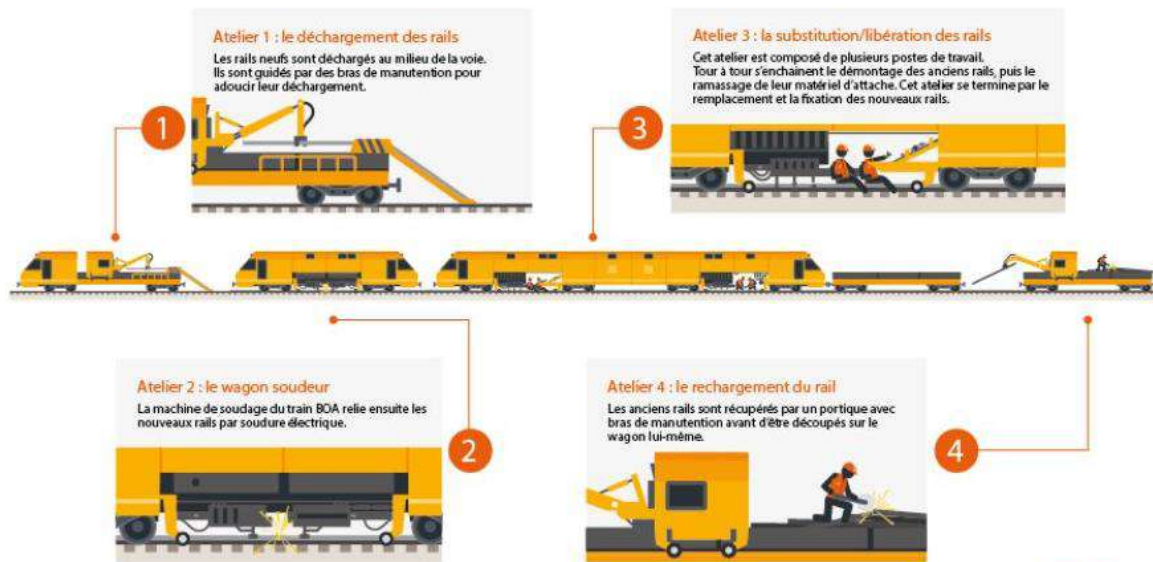 Atelier 1 : le déchargement des rails
Les rails neufs sont déchargés au milieu de la voie.
Ils sont guidés par des bras de manutention pour
adoucir leur déchargement.
1
Atelier 3 : la substitution/libération des rails
Cet atelier est composé de plusieurs postes de travail.
Tour à tour s'enchainent le démontage des anciens rails, puis le
ramassage de leur matériel d'attache. Cet atelier se termine par le
remplacement et la fixation des nouveaux rails.
3
Atelier 2 : le wagon soudeur
La machine de soudage du train BOA relie ensuite les
nouveaux rails par soudure électrique.
2
Atelier 4 : le rechargement du rail
Les anciens rails sont récupérés par un portique avec
bras de manutention avant d'être découpés sur le
wagon lui-même.
4